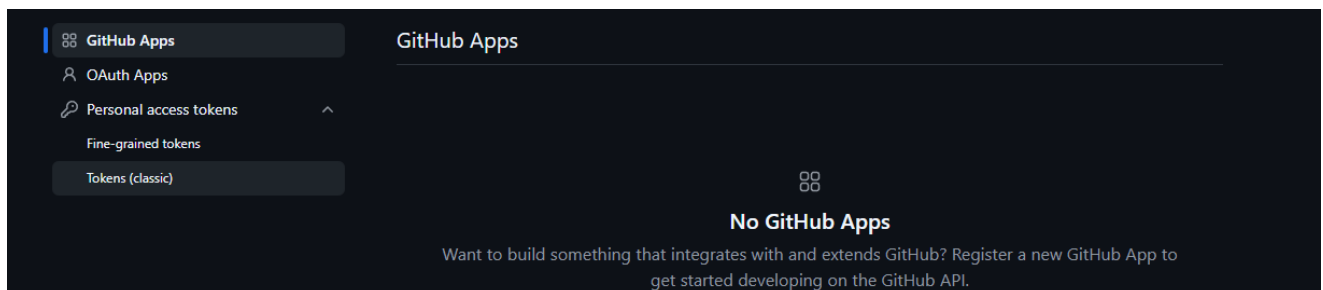 GitHub Apps
OAuth Apps
Personal access tokens
Fine-grained tokens
Tokens (classic)
GitHub Apps
No GitHub Apps
Want to build something that integrates with and extends GitHub? Register a new GitHub App to
get started developing on the GitHub API.